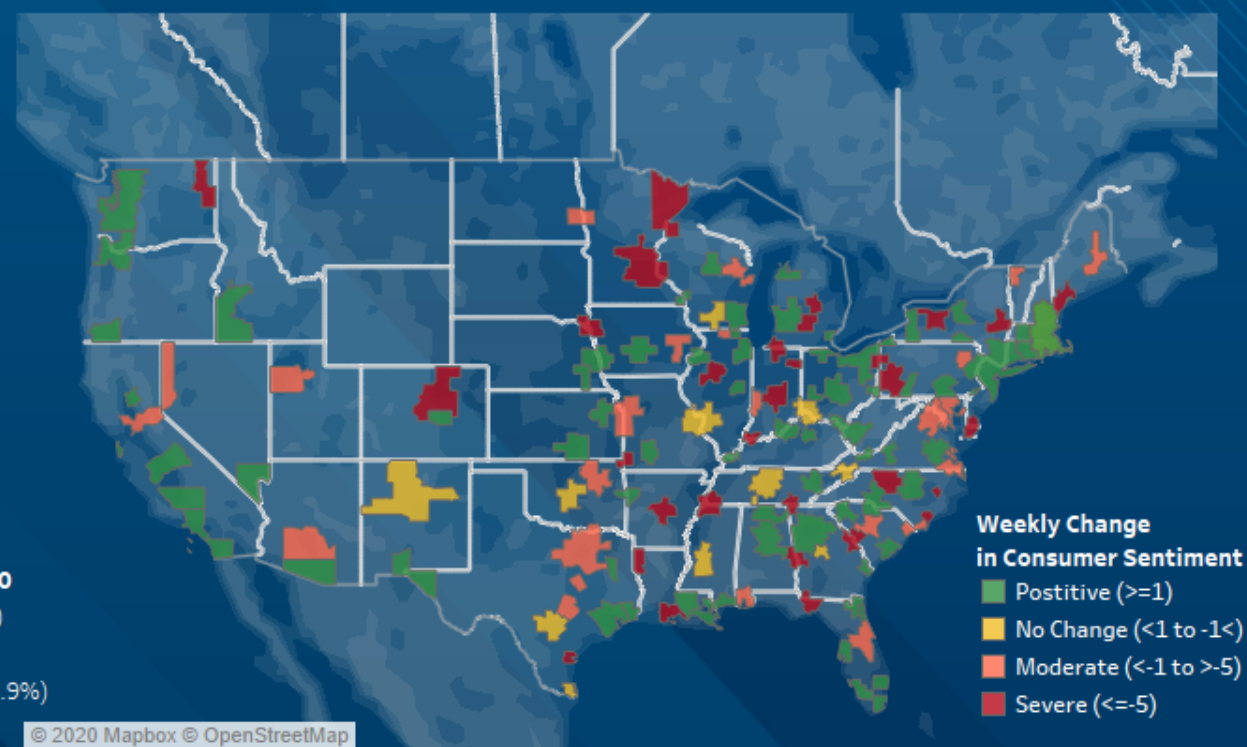 Weekly Change
in Consumer Sentiment
Postitive (>=1)
No Change (<1 to -1<)
Moderate (<-1 to >-5)
Severe (<=-5)
.9%)
© 2020 Mapbox © OpenStreetMap